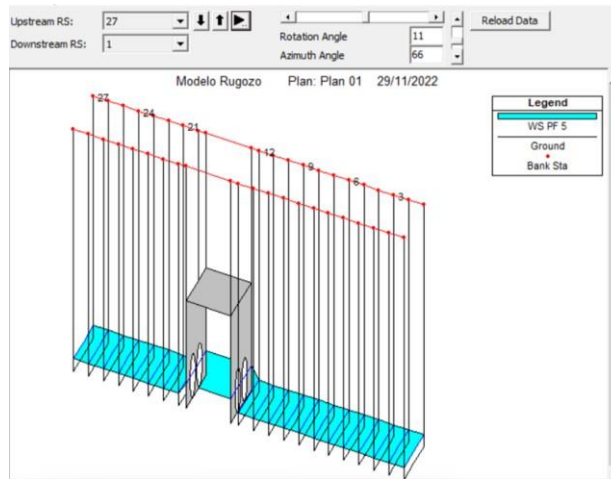 Upstream RS: 27
Downstream RS: 1
Rotation Angle 11
Azimuth Angle 66
Reload Data
Modelo Rugozo Plan: Plan 01 29/11/2022
Legend
WS PF 5
Ground
Bank Sta
27
24
21
12
9
6
3